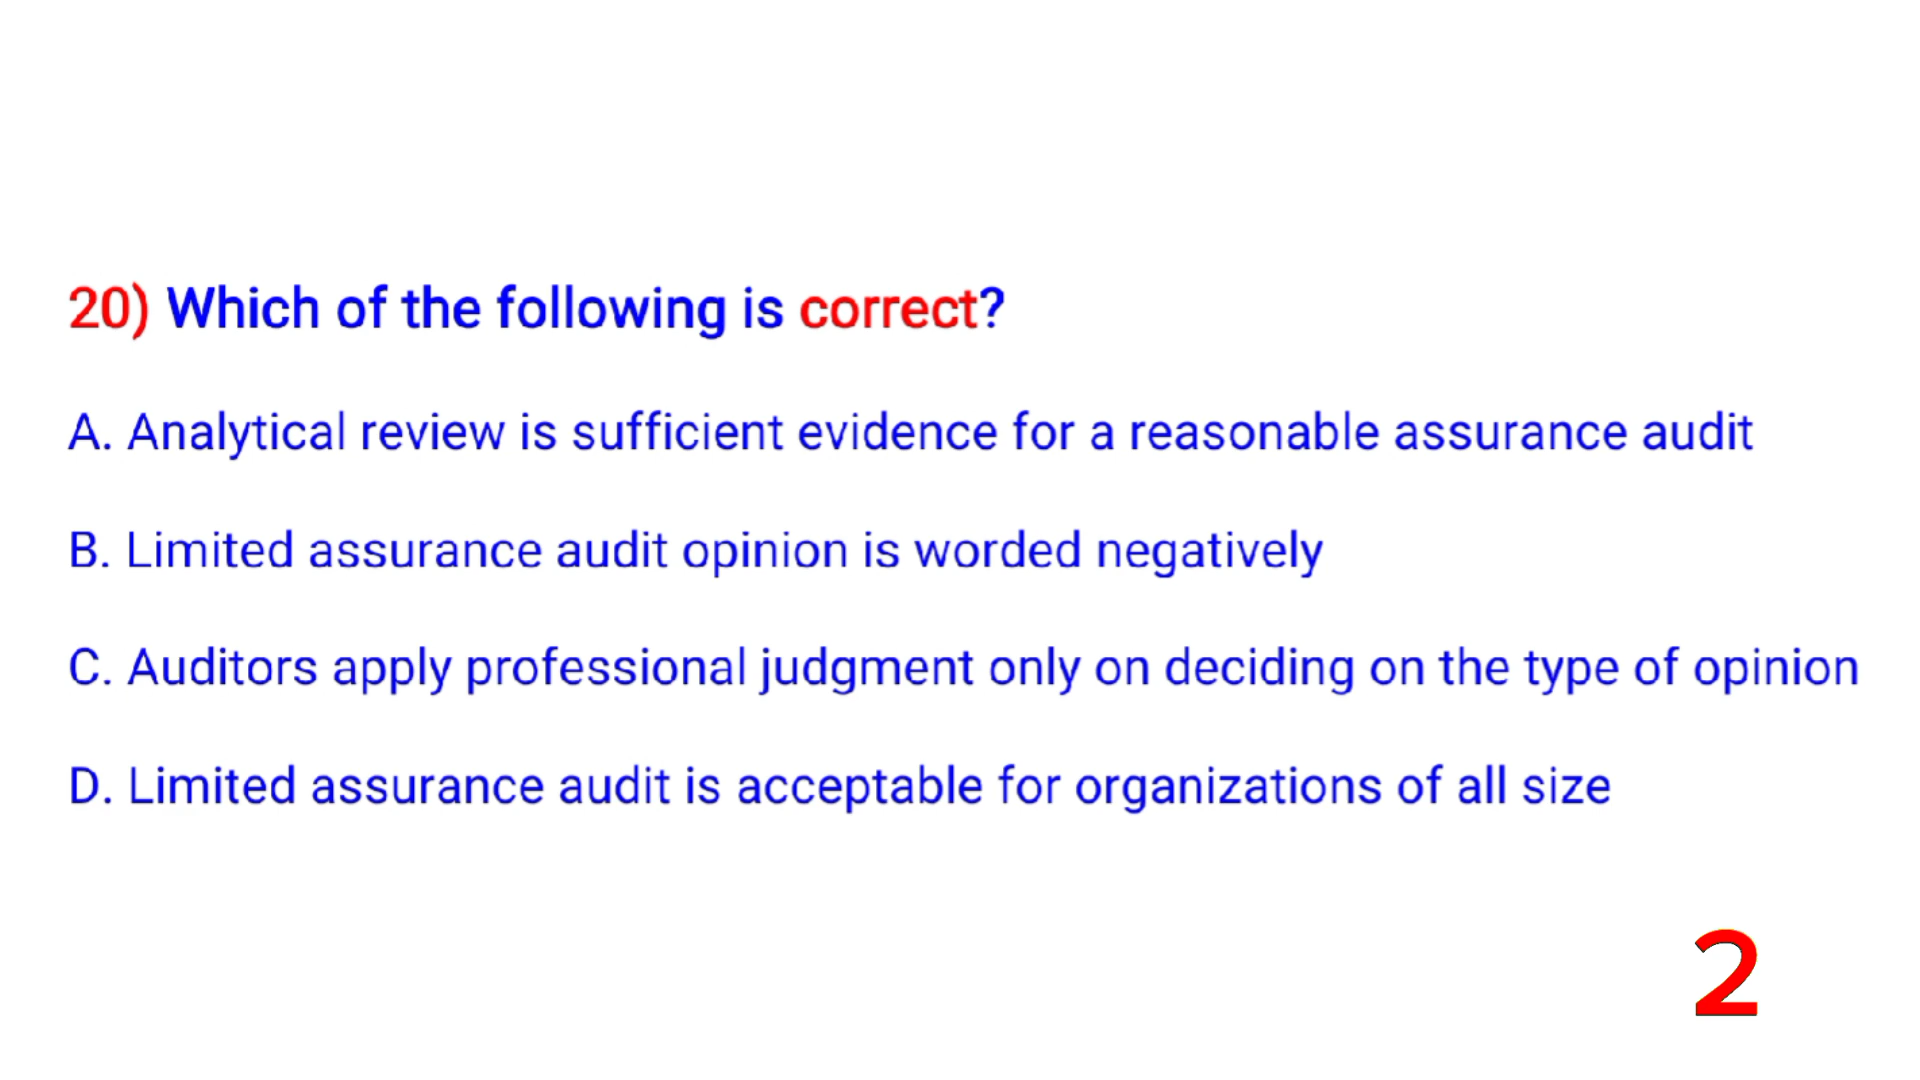 20) Which of the following is correct?
A. Analytical review is sufficient evidence for a reasonable assurance audit
B. Limited assurance audit opinion is worded negatively
C. Auditors apply professional judgment only on deciding on the type of opinion
D. Limited assurance audit is acceptable for organizations of all size
2